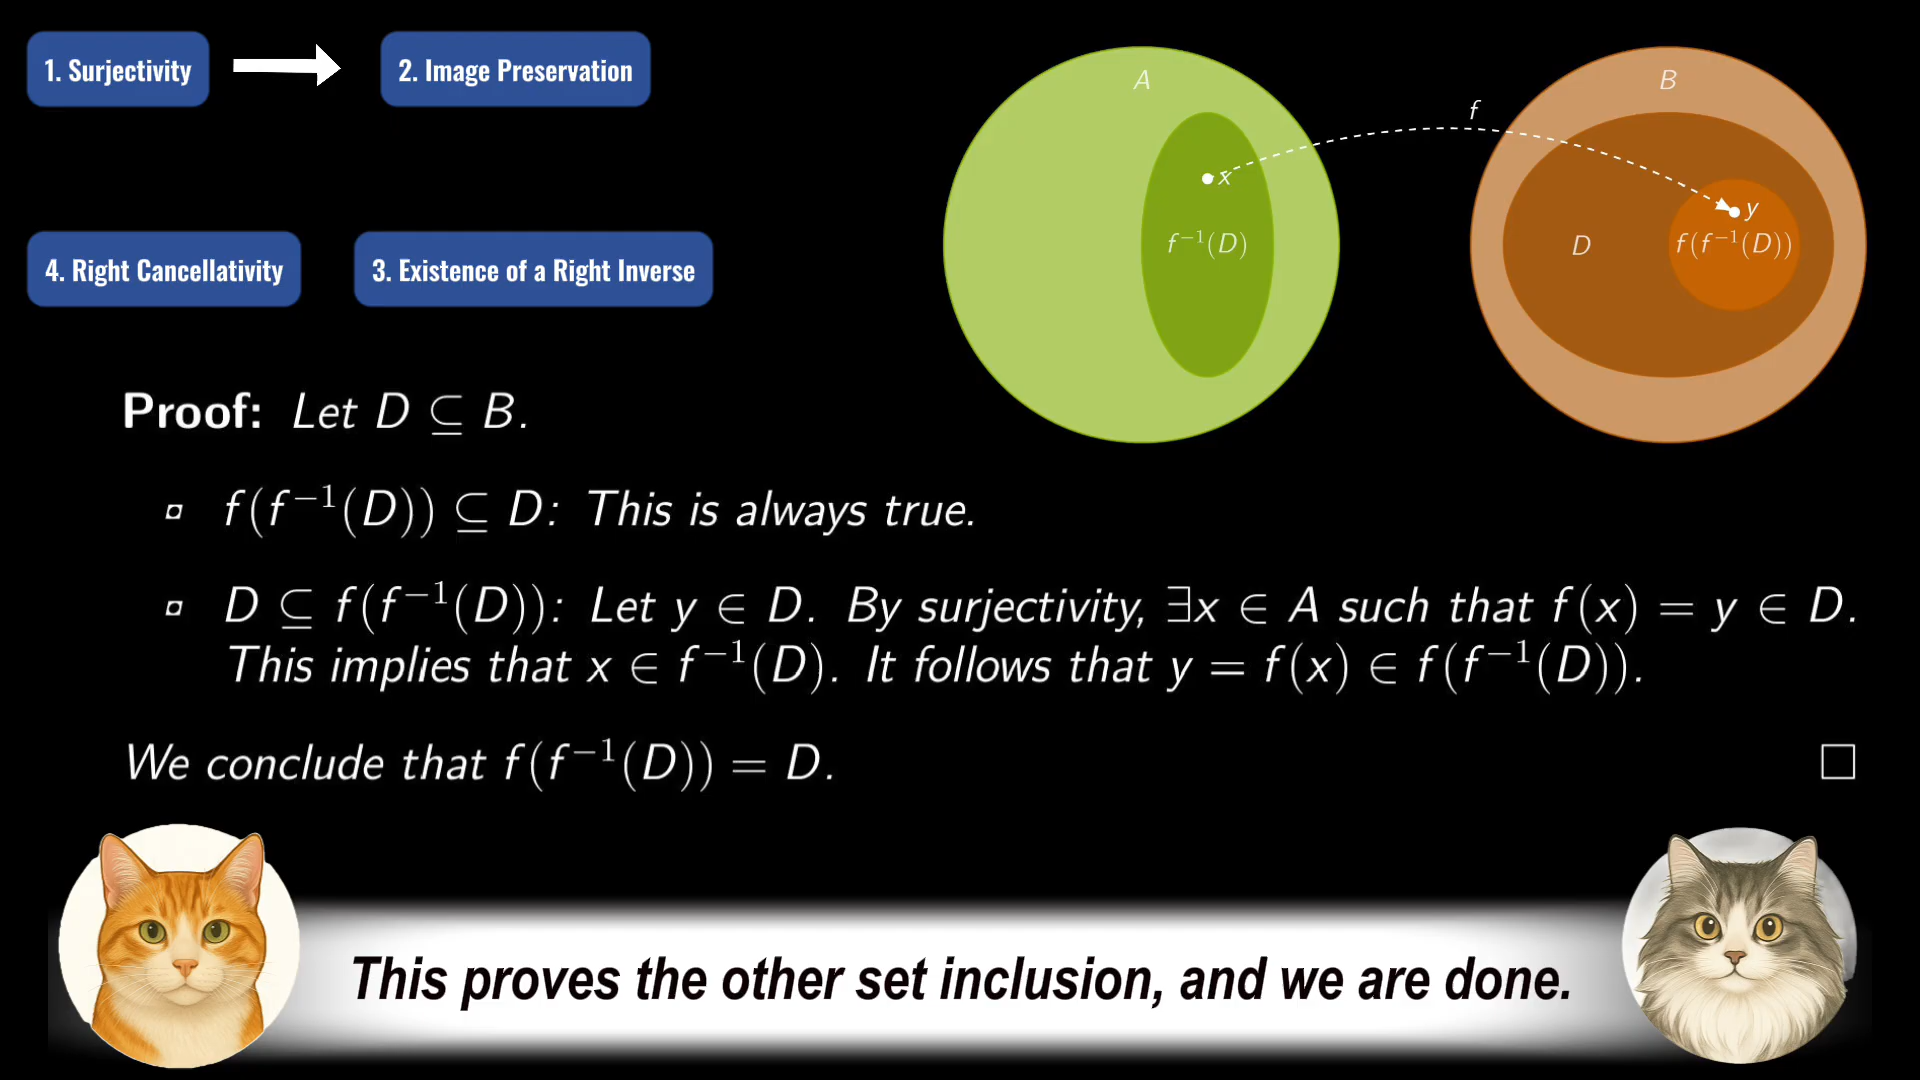 1. Surjectivity
2. Image Preservation
4. Right Cancellativity
3. Existence of a Right Inverse
A
B
f
x
y
f⁻¹(D)
D
f(f⁻¹(D))
Proof: Let D ⊆ B.
▫ f(f⁻¹(D)) ⊆ D: This is always true.
▫ D ⊆ f(f⁻¹(D)): Let y ∈ D. By surjectivity, ∃x ∈ A such that f(x) = y ∈ D.
This implies that x ∈ f⁻¹(D). It follows that y = f(x) ∈ f(f⁻¹(D)).
We conclude that f(f⁻¹(D)) = D. □
This proves the other set inclusion, and we are done.